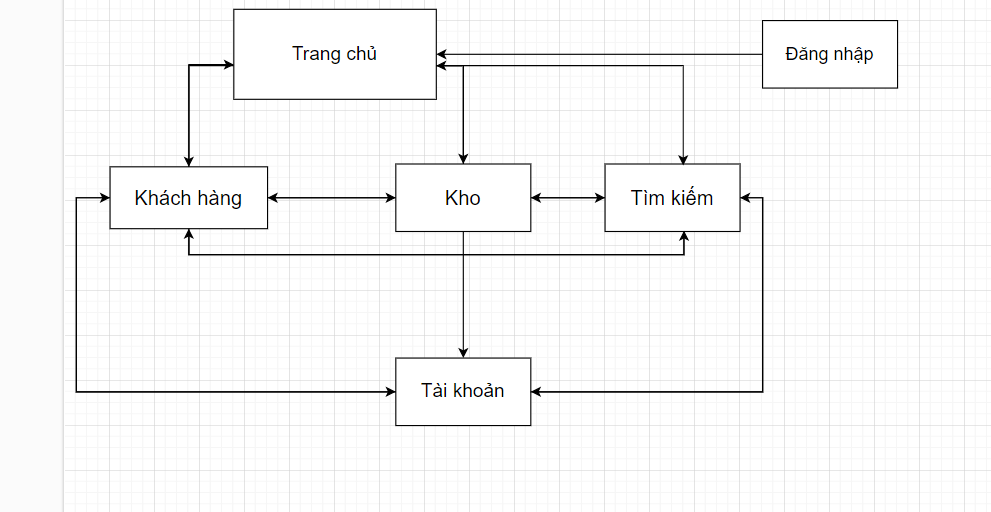 Trang chủ
Đăng nhập
Khách hàng
Kho
Tìm kiếm
Tài khoản